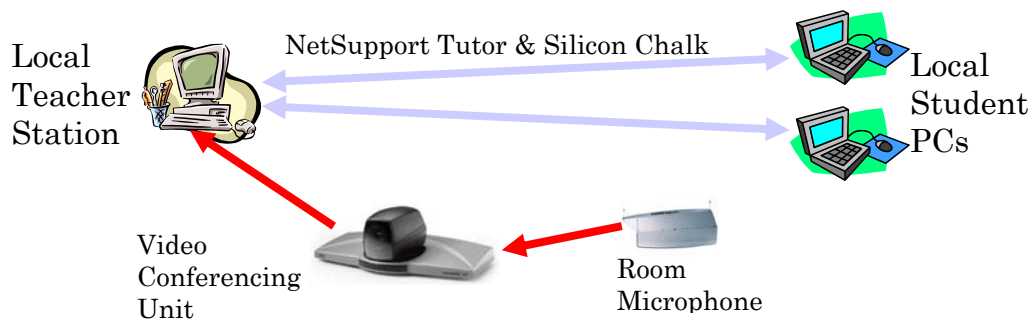 NetSupport Tutor & Silicon Chalk
Local
Teacher
Station
Local
Student
PCs
Video
Conferencing
Unit
Room
Microphone